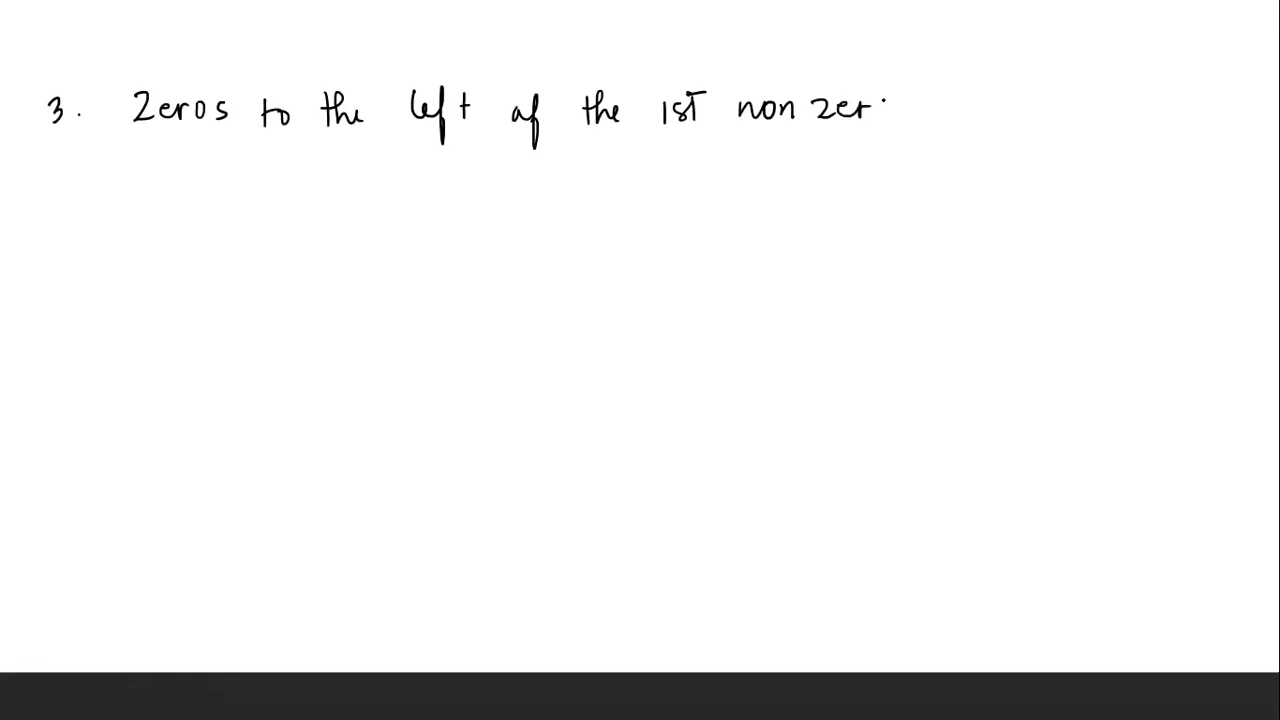 3. Zeros to the left of the 1st non zer